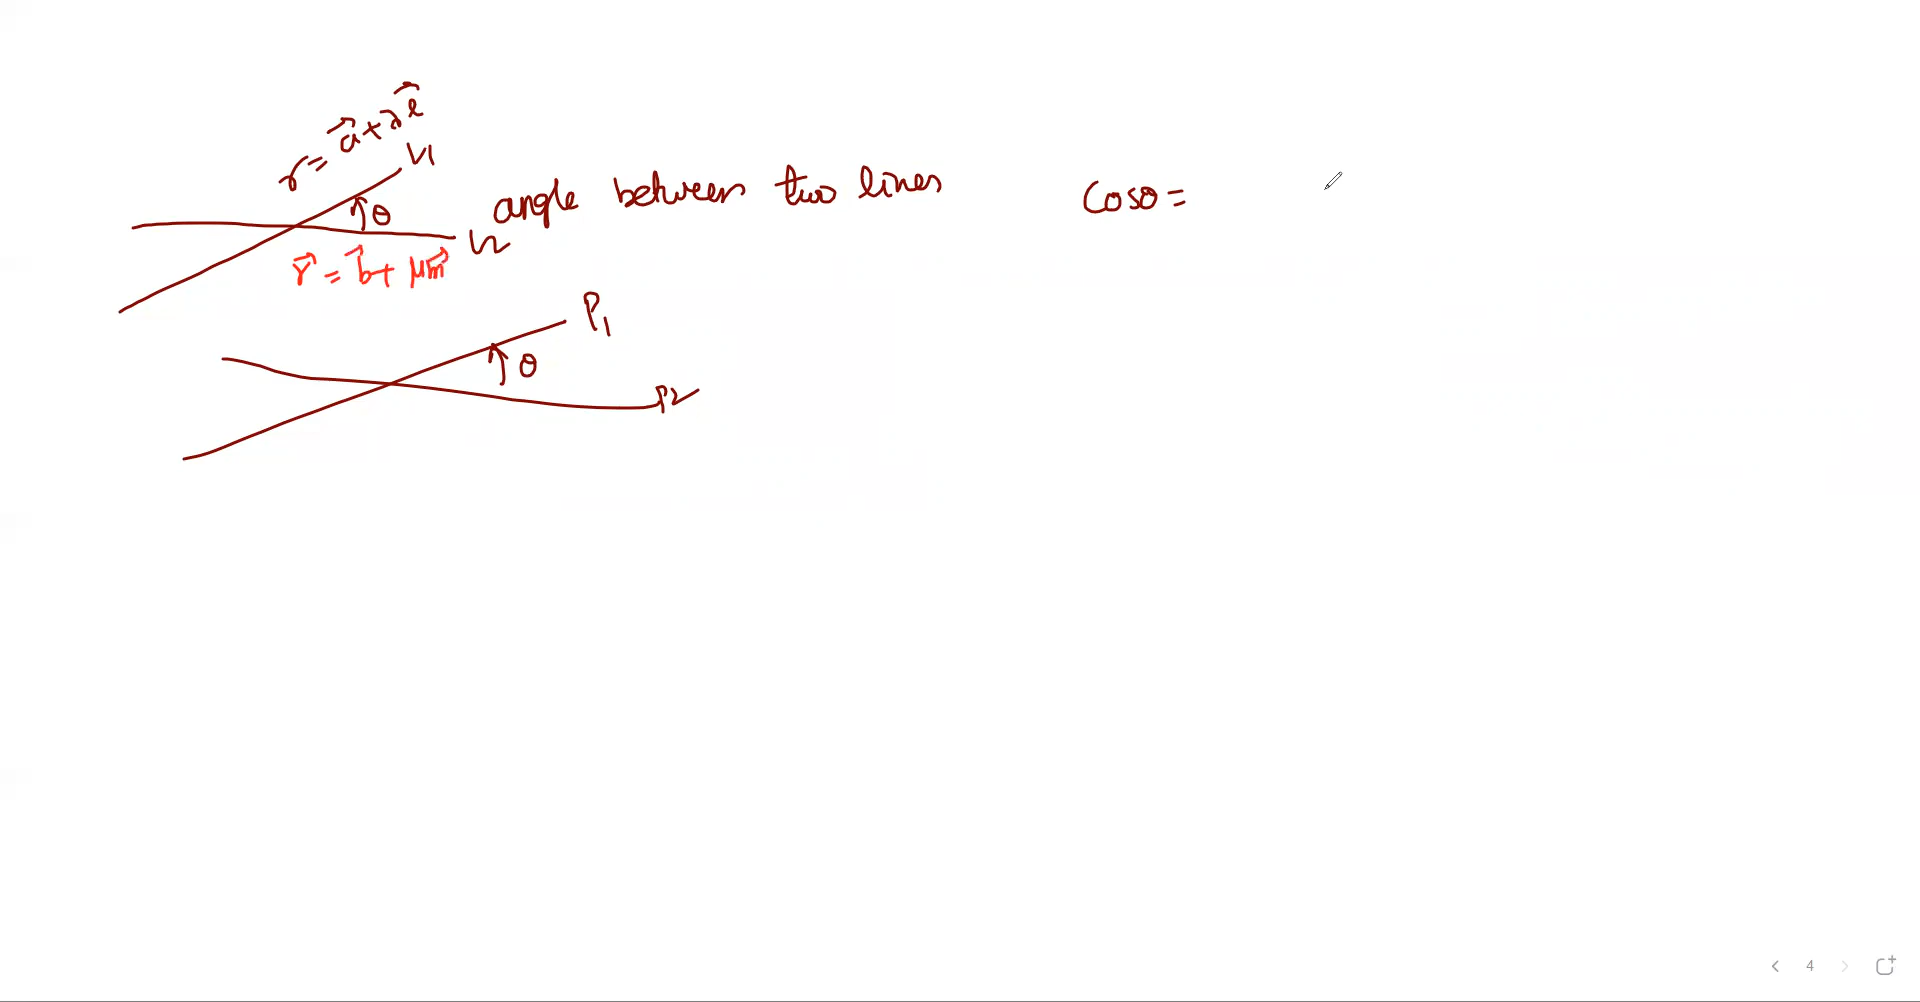 r = a⃗ + λl⃗
L1
θ
angle between two lines
cosθ =
L2
r⃗ = b⃗ + μm⃗
P1
θ
P2
4